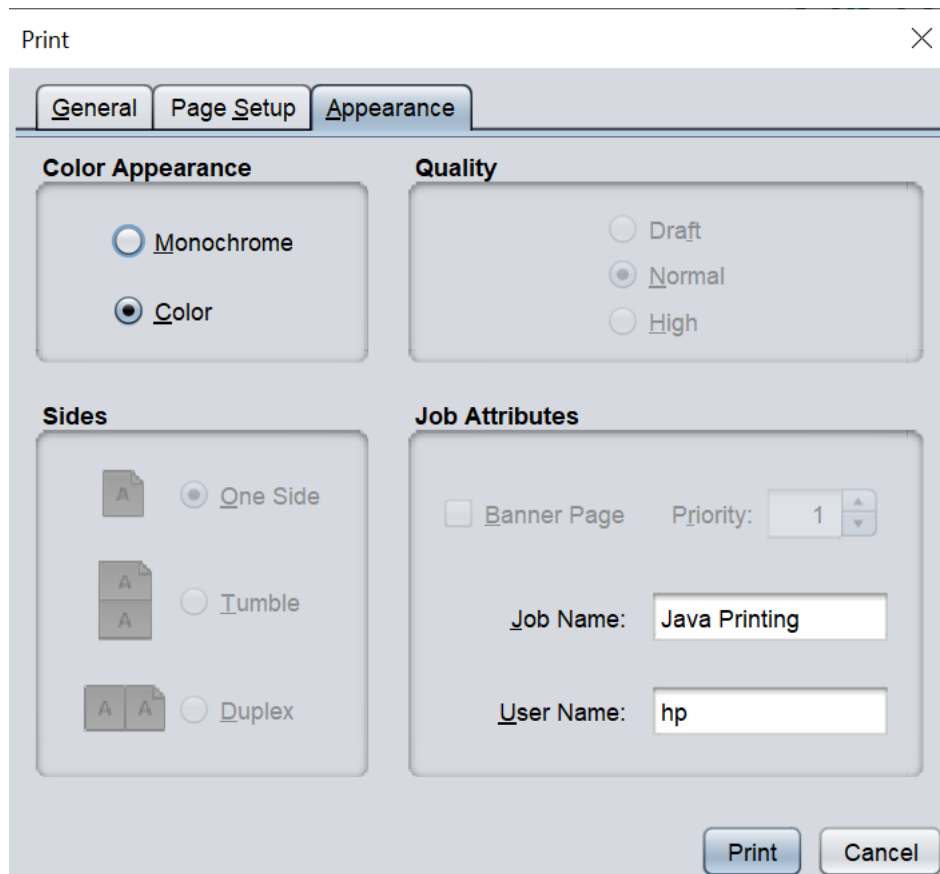 Print
General Page Setup Appearance
Color Appearance
Monochrome
Color
Quality
Draft
Normal
High
Sides
A
One Side
A
A
Tumble
A A
Duplex
Job Attributes
Banner Page Priority: 1
Job Name: Java Printing
User Name: hp
Print Cancel